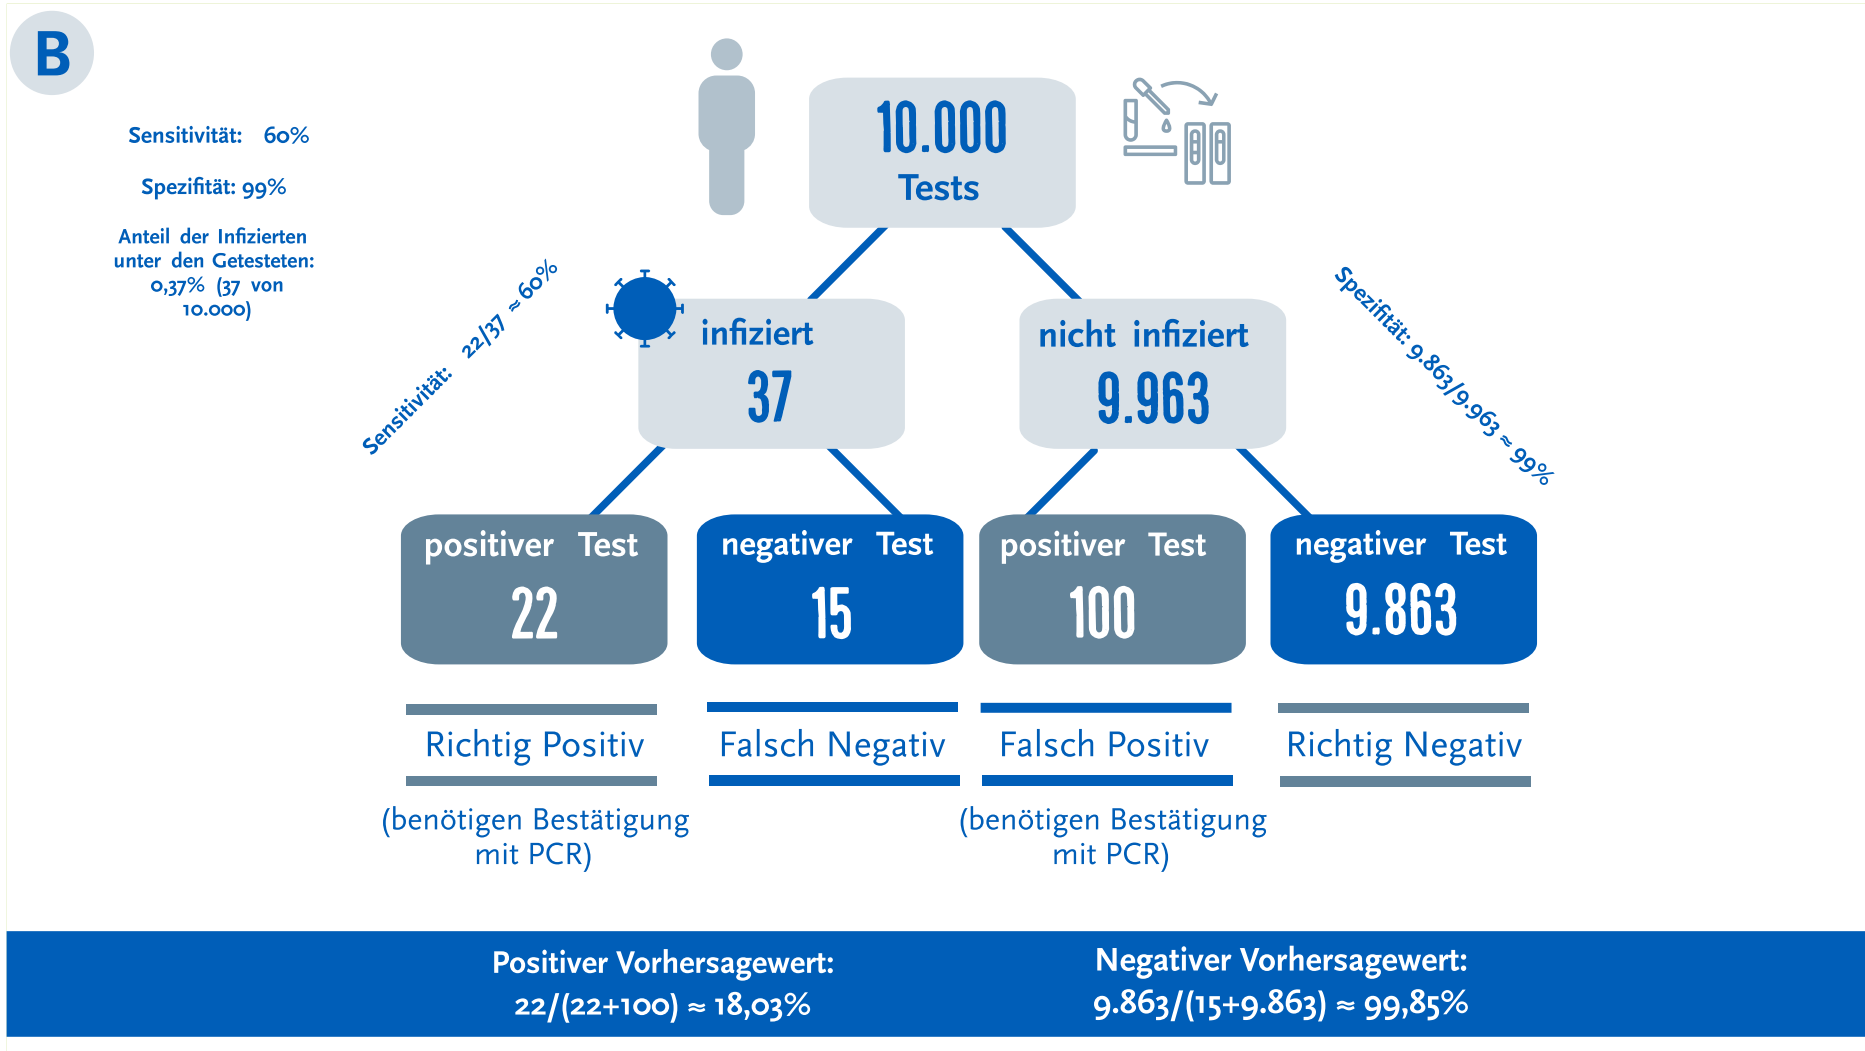 B
Sensitivität: 60%
Spezifität: 99%
Anteil der Infizierten
unter den Getesteten:
0,37% (37 von
10.000)
10.000
Tests
Sensitivität: 22/37 ≈ 60%
infiziert
37
nicht infiziert
9.963
Spezifität: 9.863/9.963 ≈ 99%
positiver Test
22
negativer Test
15
positiver Test
100
negativer Test
9.863
Richtig Positiv
Falsch Negativ
Falsch Positiv
Richtig Negativ
(benötigen Bestätigung
mit PCR)
(benötigen Bestätigung
mit PCR)
Positiver Vorhersagewert:
22/(22+100) ≈ 18,03%
Negativer Vorhersagewert:
9.863/(15+9.863) ≈ 99,85%